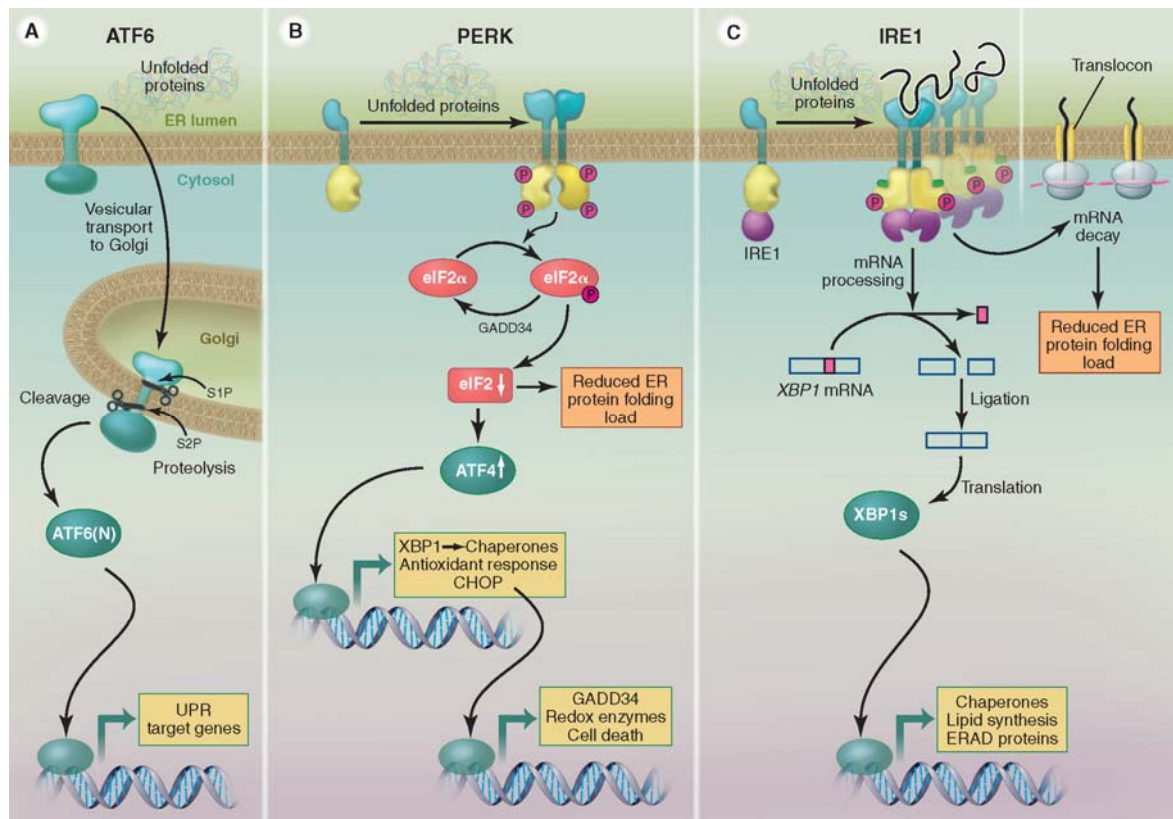 A
ATF6
Unfolded
proteins
ER lumen
Cytosol
Vesicular
transport
to Golgi
Golgi
S1P
Cleavage
S2P
Proteolysis
ATF6(N)
UPR
target genes
B
PERK
Unfolded proteins
P
P
P
P
eIF2α
eIF2α
P
GADD34
eIF2
Reduced ER
protein folding
load
ATF4
XBP1 → Chaperones
Antioxidant response
CHOP
GADD34
Redox enzymes
Cell death
C
IRE1
Unfolded
proteins
Translocon
P
P
P
IRE1
mRNA
decay
mRNA
processing
Reduced ER
protein folding
load
XBP1 mRNA
Ligation
Translation
XBP1s
Chaperones
Lipid synthesis
ERAD proteins